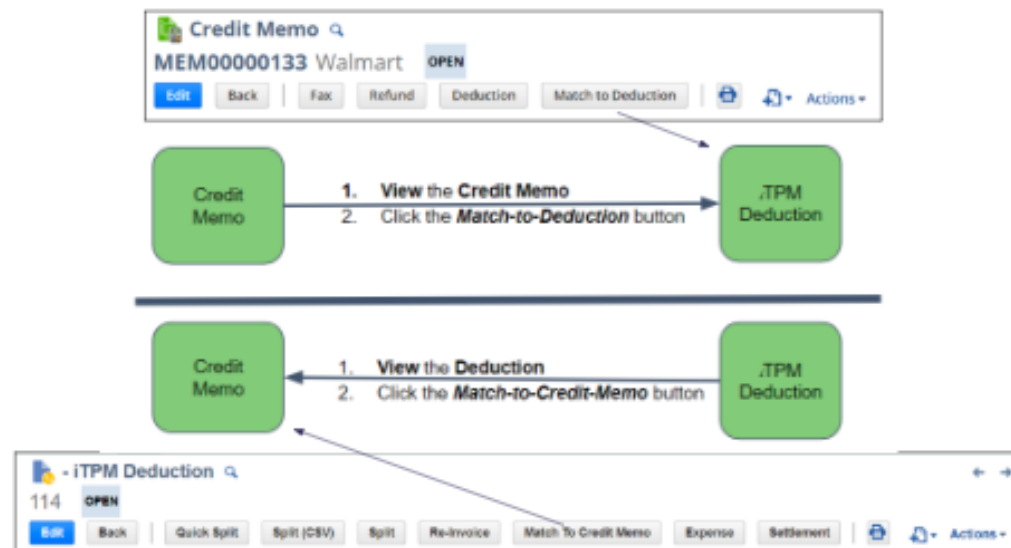 Credit Memo
MEM00000133 Walmart OPEN
Edit Back Fax Refund Deduction Match to Deduction Actions
Credit
Memo
1. View the Credit Memo
2. Click the Match-to-Deduction button
.TPM
Deduction
Credit
Memo
1. View the Deduction
2. Click the Match-to-Credit-Memo button
.TPM
Deduction
- iTPM Deduction
114 OPEN
Edit Back Quick Split Split (CSV) Split Re-Invoice Match To Credit Memo Expense Settlement Actions